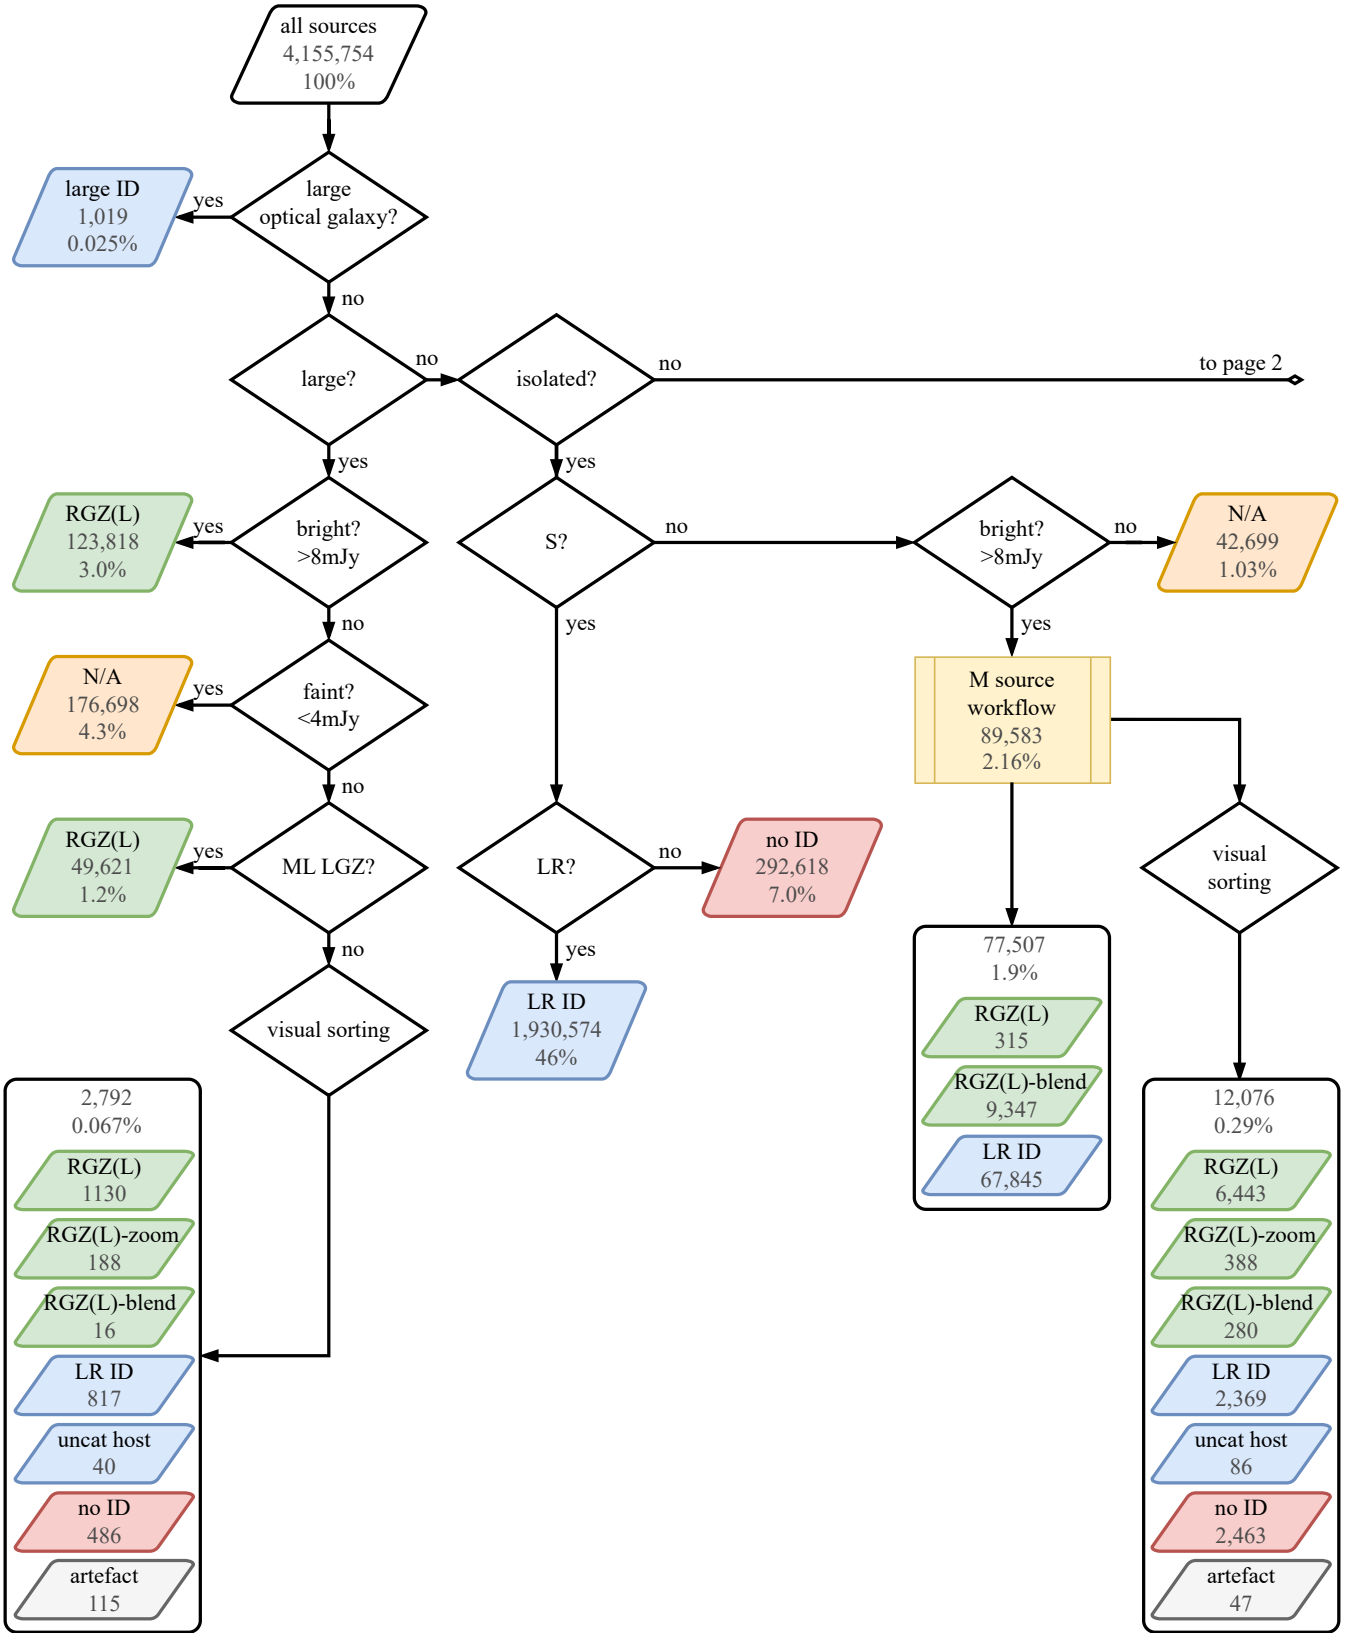 all sources
4,155,754
100%
large ID
1,019
0.025%
yes
large
optical galaxy?
no
large?
no
isolated?
no
to page 2
yes
yes
RGZ(L)
123,818
3.0%
yes
bright?
>8mJy
S?
no
bright?
>8mJy
no
N/A
42,699
1.03%
no
yes
yes
N/A
176,698
4.3%
yes
faint?
<4mJy
M source
workflow
89,583
2.16%
no
RGZ(L)
49,621
1.2%
yes
ML LGZ?
LR?
no
no ID
292,618
7.0%
visual
sorting
no
yes
visual sorting
LR ID
1,930,574
46%
77,507
1.9%
RGZ(L)
315
RGZ(L)-blend
9,347
LR ID
67,845
2,792
0.067%
RGZ(L)
1130
RGZ(L)-zoom
188
RGZ(L)-blend
16
LR ID
817
uncat host
40
no ID
486
artefact
115
12,076
0.29%
RGZ(L)
6,443
RGZ(L)-zoom
388
RGZ(L)-blend
280
LR ID
2,369
uncat host
86
no ID
2,463
artefact
47